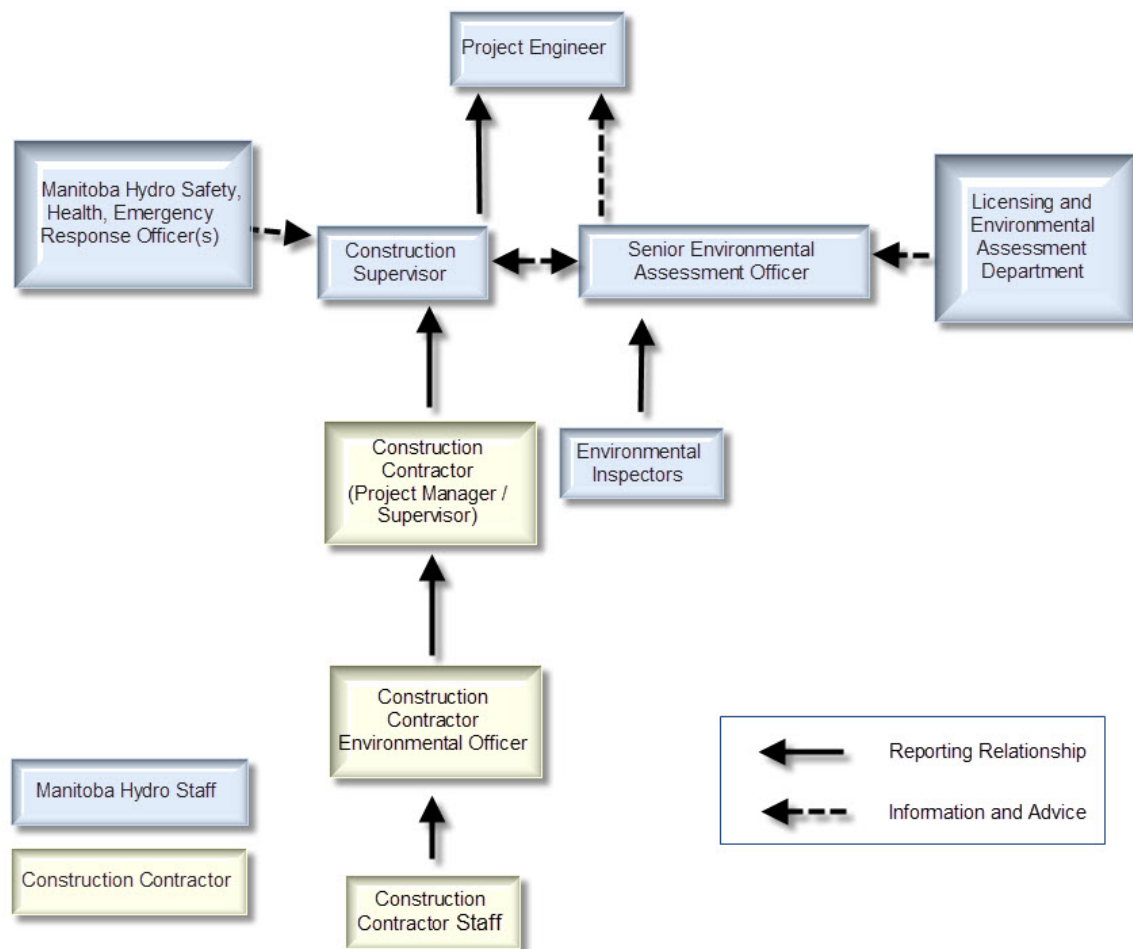 Project Engineer
Manitoba Hydro Safety,
Health, Emergency
Response Officer(s)
Construction
Supervisor
Senior Environmental
Assessment Officer
Licensing and
Environmental
Assessment
Department
Construction
Contractor
(Project Manager /
Supervisor)
Environmental
Inspectors
Construction
Contractor
Environmental Officer
Construction
Contractor Staff
Manitoba Hydro Staff
Construction Contractor
Reporting Relationship
Information and Advice